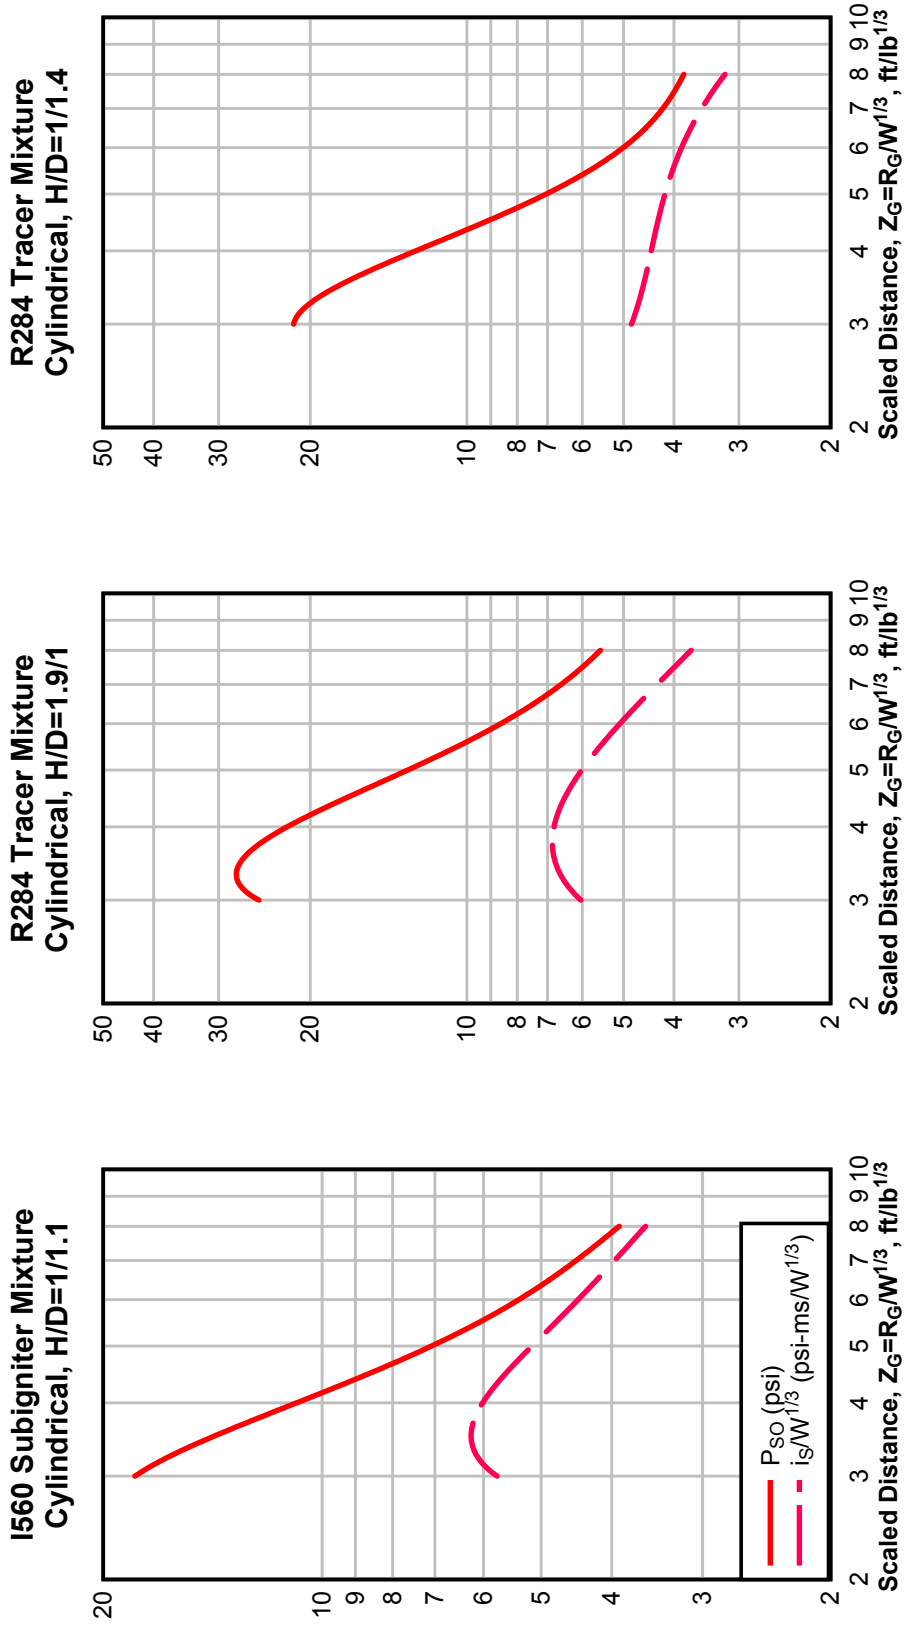 I560 Subigniter Mixture
Cylindrical, H/D=1/1.1
20
10
9
8
7
6
5
4
3
2
2 3 4 5 6 7 8 9 10
Scaled Distance, Z_G=R_G/W^1/3, ft/lb^1/3
P_SO (psi)
i_S/W^1/3 (psi-ms/W^1/3)
R284 Tracer Mixture
Cylindrical, H/D=1.9/1
50
40
30
20
10
8
7
6
5
4
3
2
2 3 4 5 6 7 8 9 10
Scaled Distance, Z_G=R_G/W^1/3, ft/lb^1/3
R284 Tracer Mixture
Cylindrical, H/D=1/1.4
50
40
30
20
10
8
7
6
5
4
3
2
2 3 4 5 6 7 8 9 10
Scaled Distance, Z_G=R_G/W^1/3, ft/lb^1/3